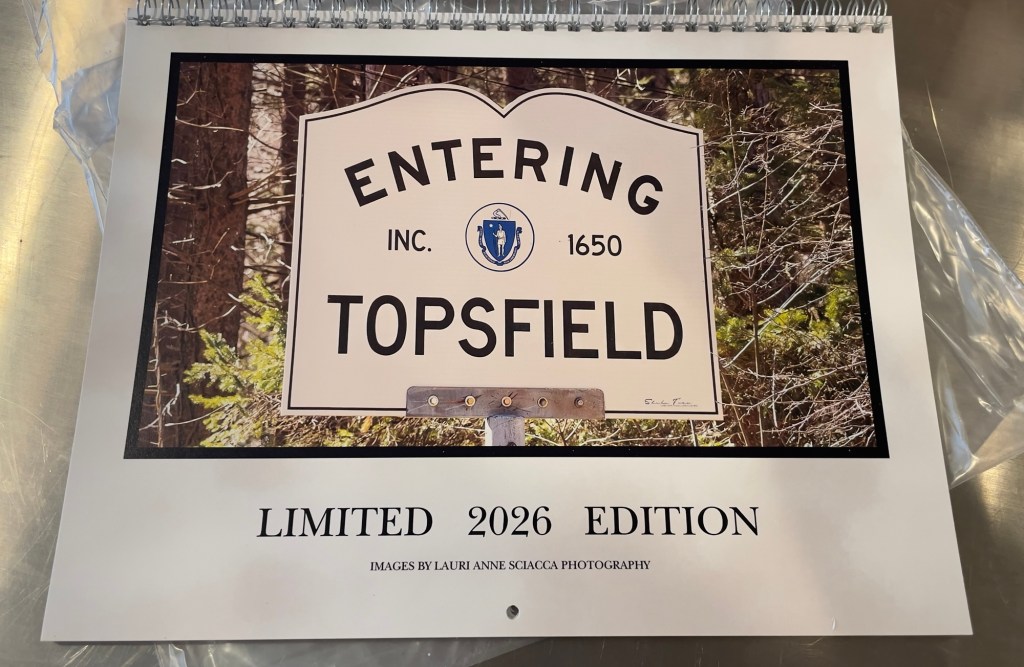 ENTERING
INC. 1650
TOPSFIELD
LIMITED 2026 EDITION
IMAGES BY LAURI ANNE SCIACCA PHOTOGRAPHY